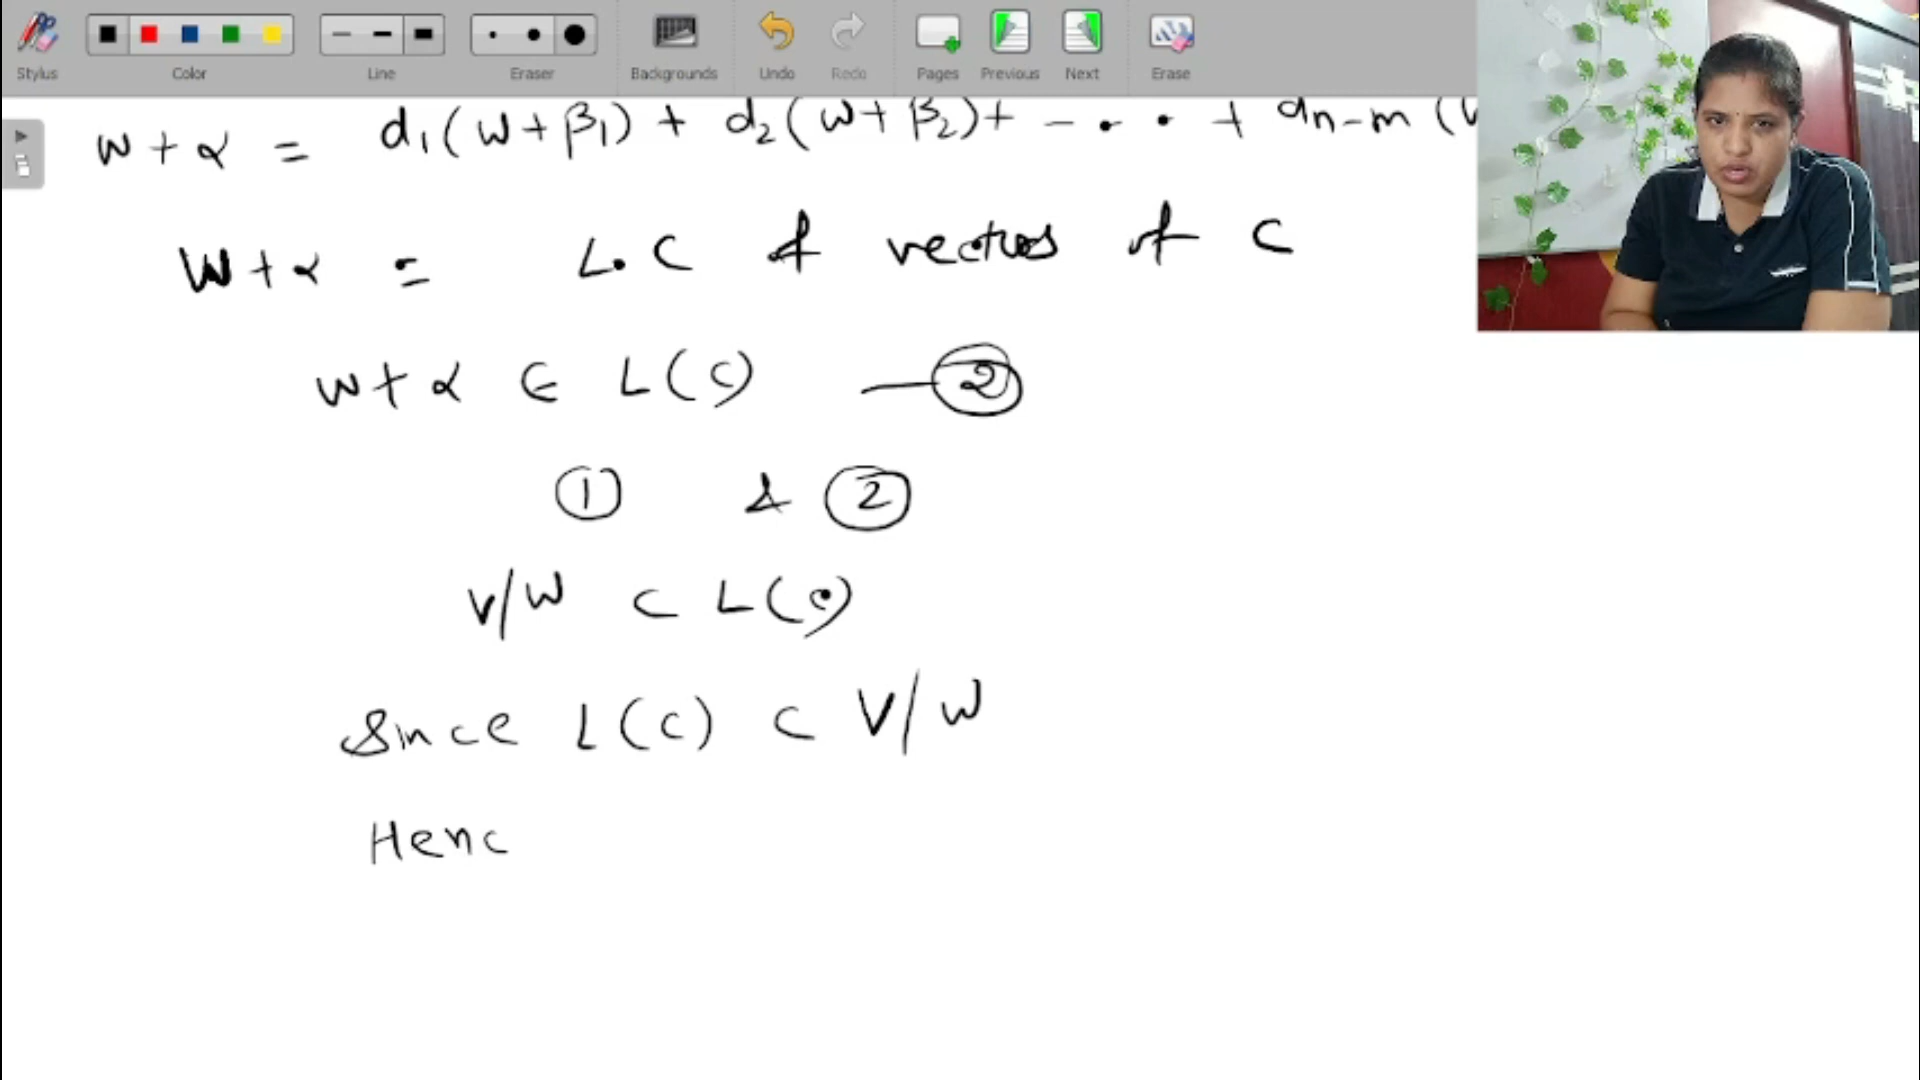 Stylus Color Line Eraser Backgrounds Undo Redo Pages Previous Next Erase
W + α = d₁(W + β₁) + d₂(W + β₂) + - • • + dn-m (W
W + α = L.C of vectors of C
W + α ∈ L(C) — ②
① & ②
V/W ⊂ L(C)
Since L(C) ⊂ V/W
Henc